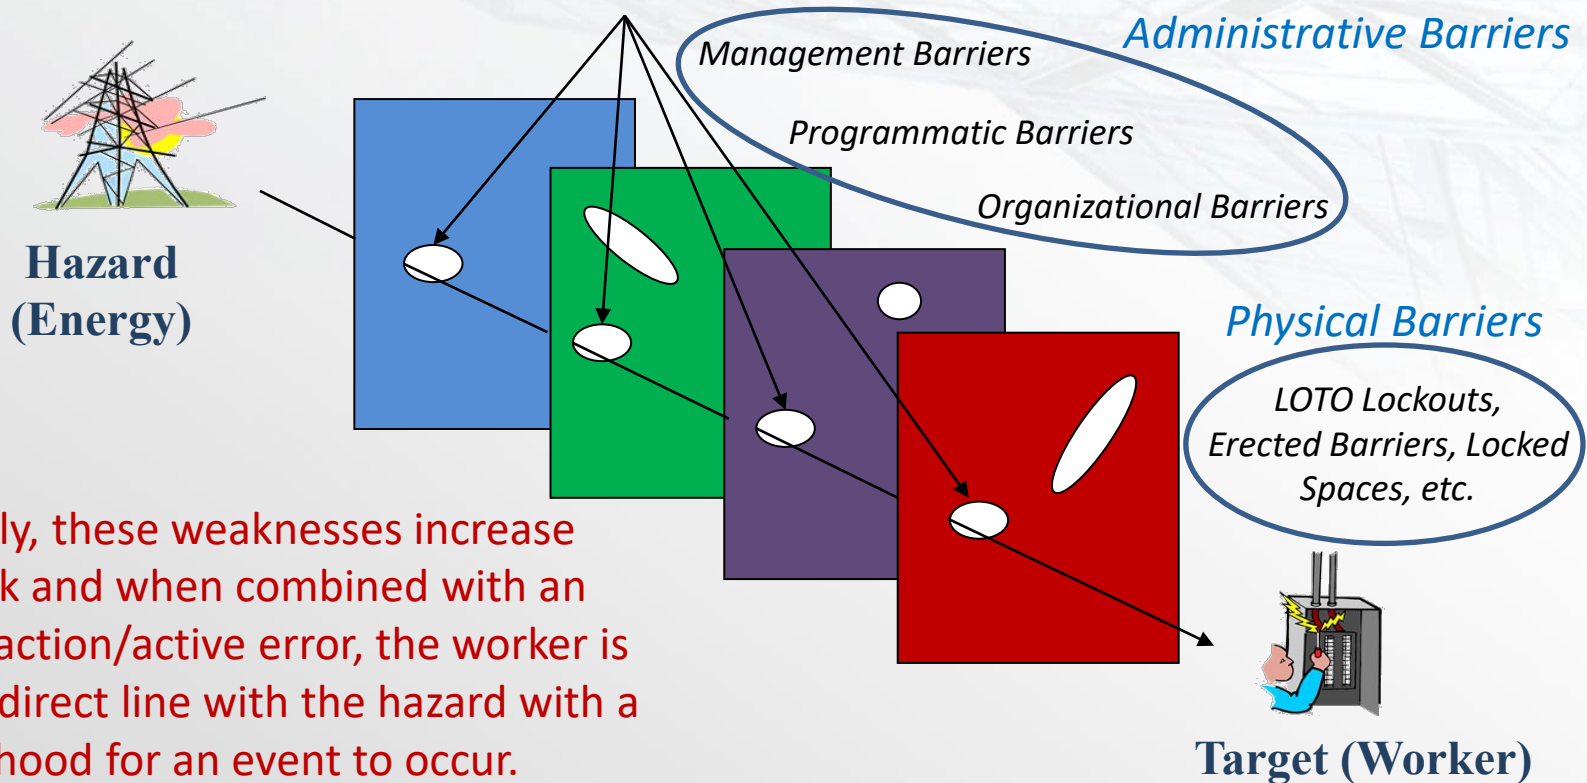 Administrative Barriers
Management Barriers
Programmatic Barriers
Organizational Barriers
Hazard
(Energy)
Physical Barriers
LOTO Lockouts,
Erected Barriers, Locked
Spaces, etc.
ly, these weaknesses increase
k and when combined with an
action/active error, the worker is
direct line with the hazard with a
hood for an event to occur.
Target (Worker)